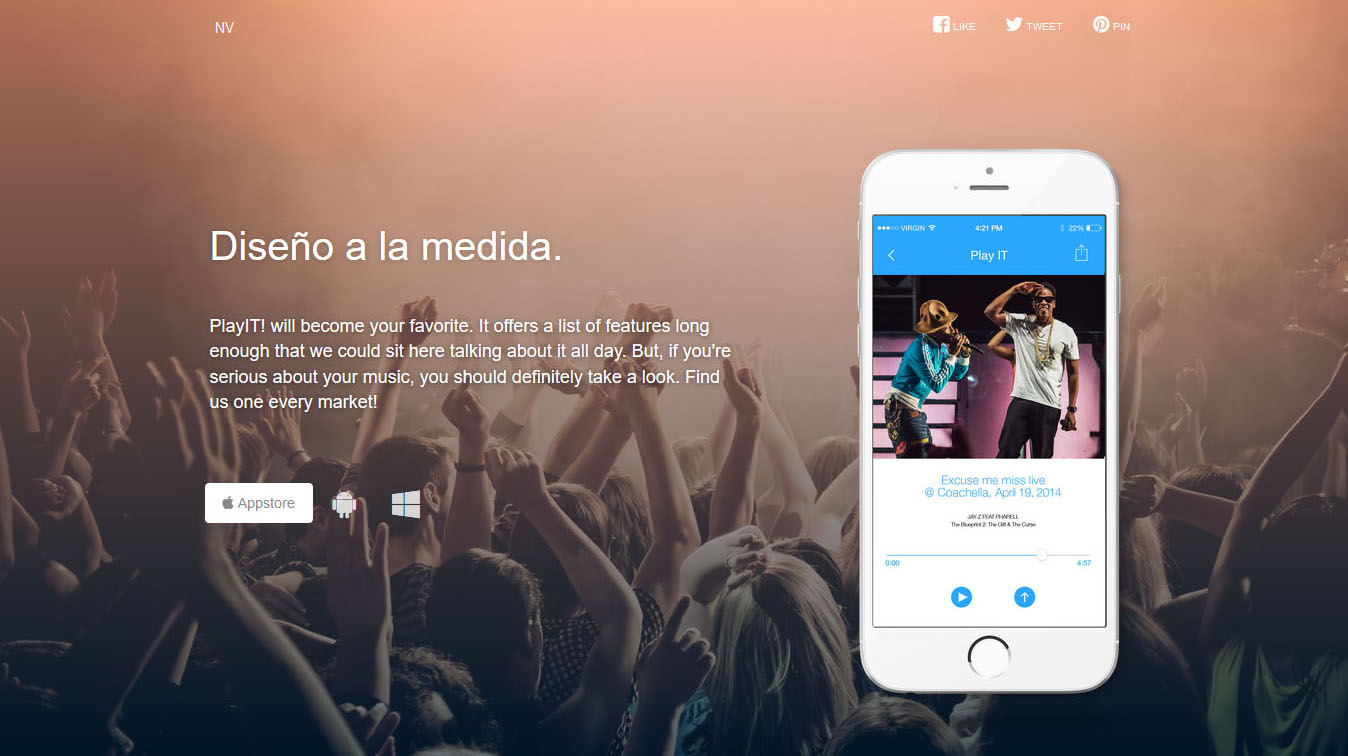 NV
LIKE
TWEET
PIN
Diseño a la medida.
PlayIT! will become your favorite. It offers a list of features long
enough that we could sit here talking about it all day. But, if you're
serious about your music, you should definitely take a look. Find
us one every market!
Appstore
VIRGIN 4:21 PM 22%
Play IT
Excuse me miss live
@ Coachella, April 19, 2014
JAY-Z FEAT PHARELL
The Blueprint 2: The Gift & The Curse
0:00 4:57